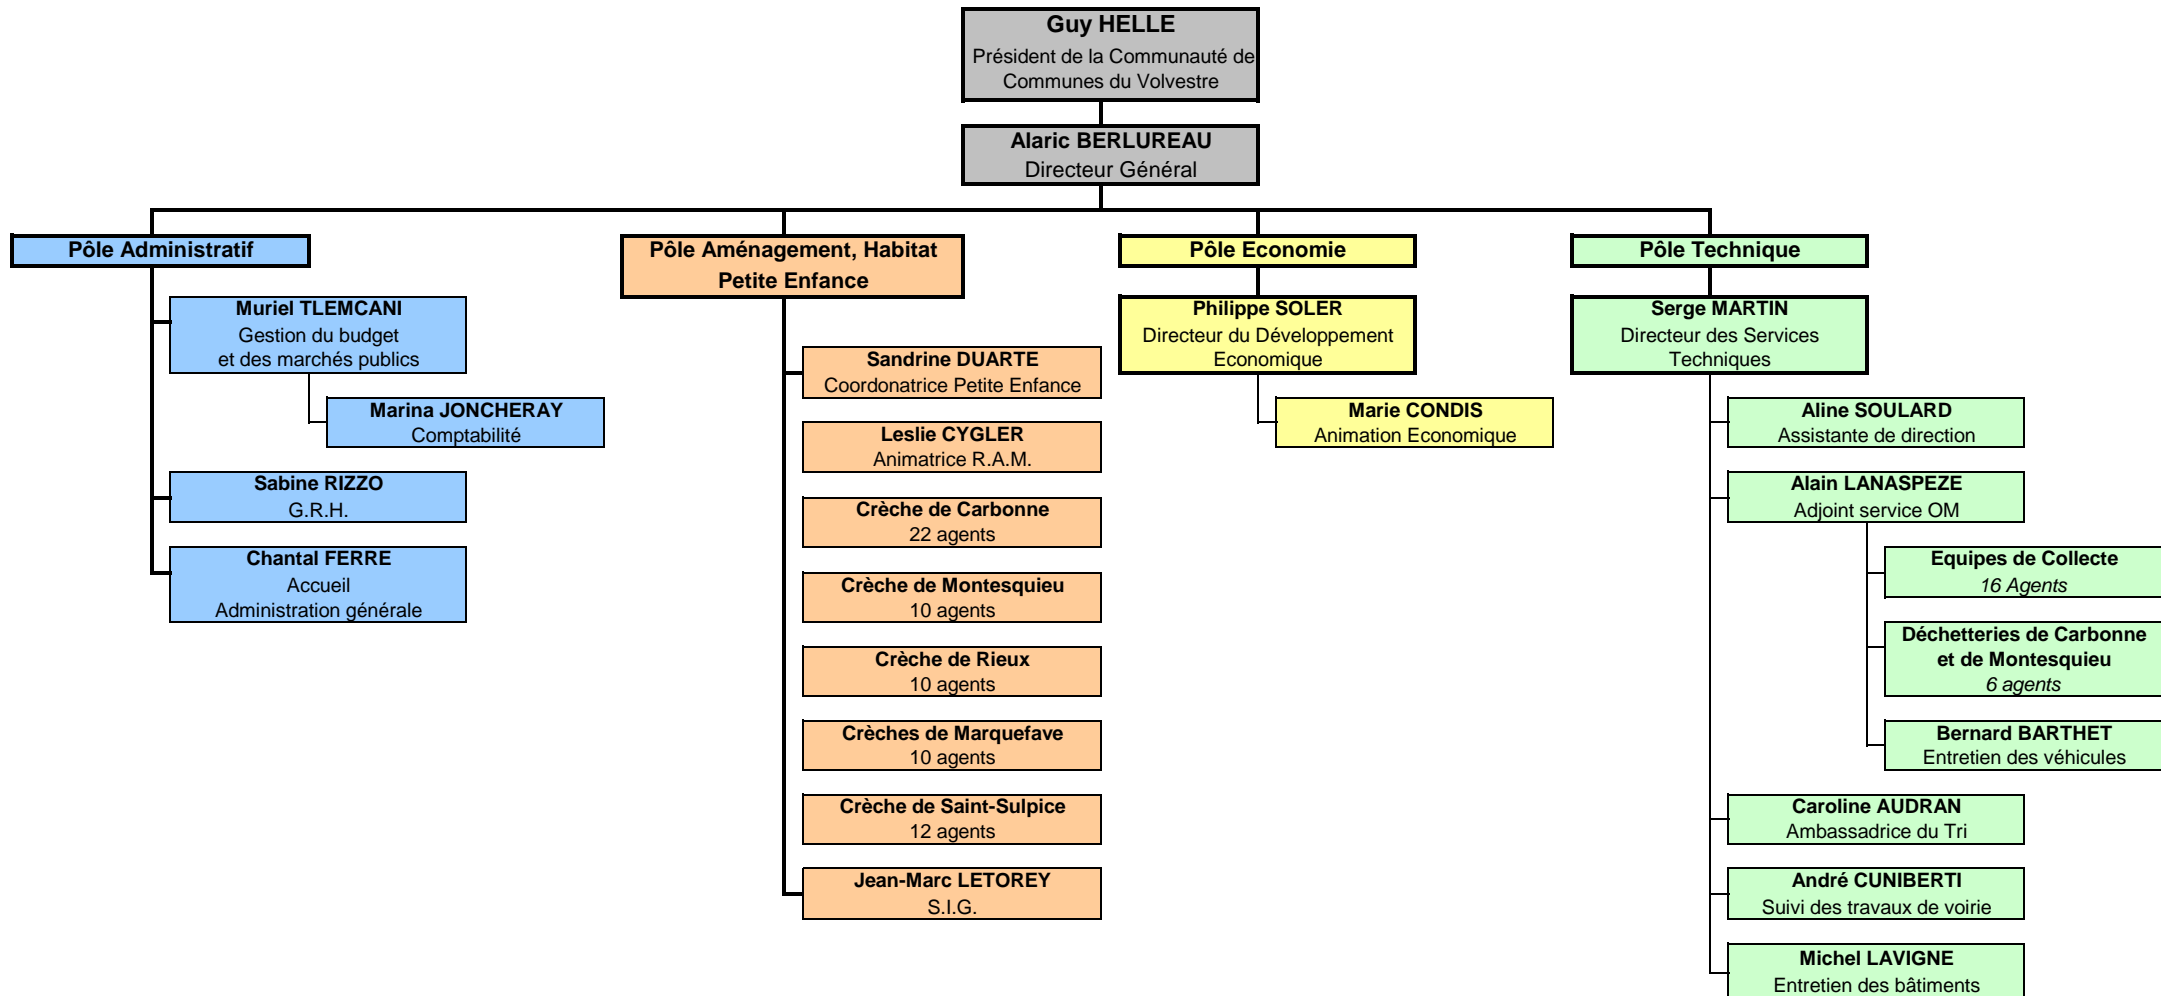 Guy HELLE
Président de la Communauté de
Communes du Volvestre
Alaric BERLUREAU
Directeur Général
Pôle Administratif
Muriel TLEMCANI
Gestion du budget
et des marchés publics
Marina JONCHERAY
Comptabilité
Sabine RIZZO
G.R.H.
Chantal FERRE
Accueil
Administration générale
Pôle Aménagement, Habitat
Petite Enfance
Sandrine DUARTE
Coordonatrice Petite Enfance
Leslie CYGLER
Animatrice R.A.M.
Crèche de Carbonne
22 agents
Crèche de Montesquieu
10 agents
Crèche de Rieux
10 agents
Crèches de Marquefave
10 agents
Crèche de Saint-Sulpice
12 agents
Jean-Marc LETOREY
S.I.G.
Pôle Economie
Philippe SOLER
Directeur du Développement
Economique
Marie CONDIS
Animation Economique
Pôle Technique
Serge MARTIN
Directeur des Services
Techniques
Aline SOULARD
Assistante de direction
Alain LANASPEZE
Adjoint service OM
Equipes de Collecte
16 Agents
Déchetteries de Carbonne
et de Montesquieu
6 agents
Bernard BARTHET
Entretien des véhicules
Caroline AUDRAN
Ambassadrice du Tri
André CUNIBERTI
Suivi des travaux de voirie
Michel LAVIGNE
Entretien des bâtiments